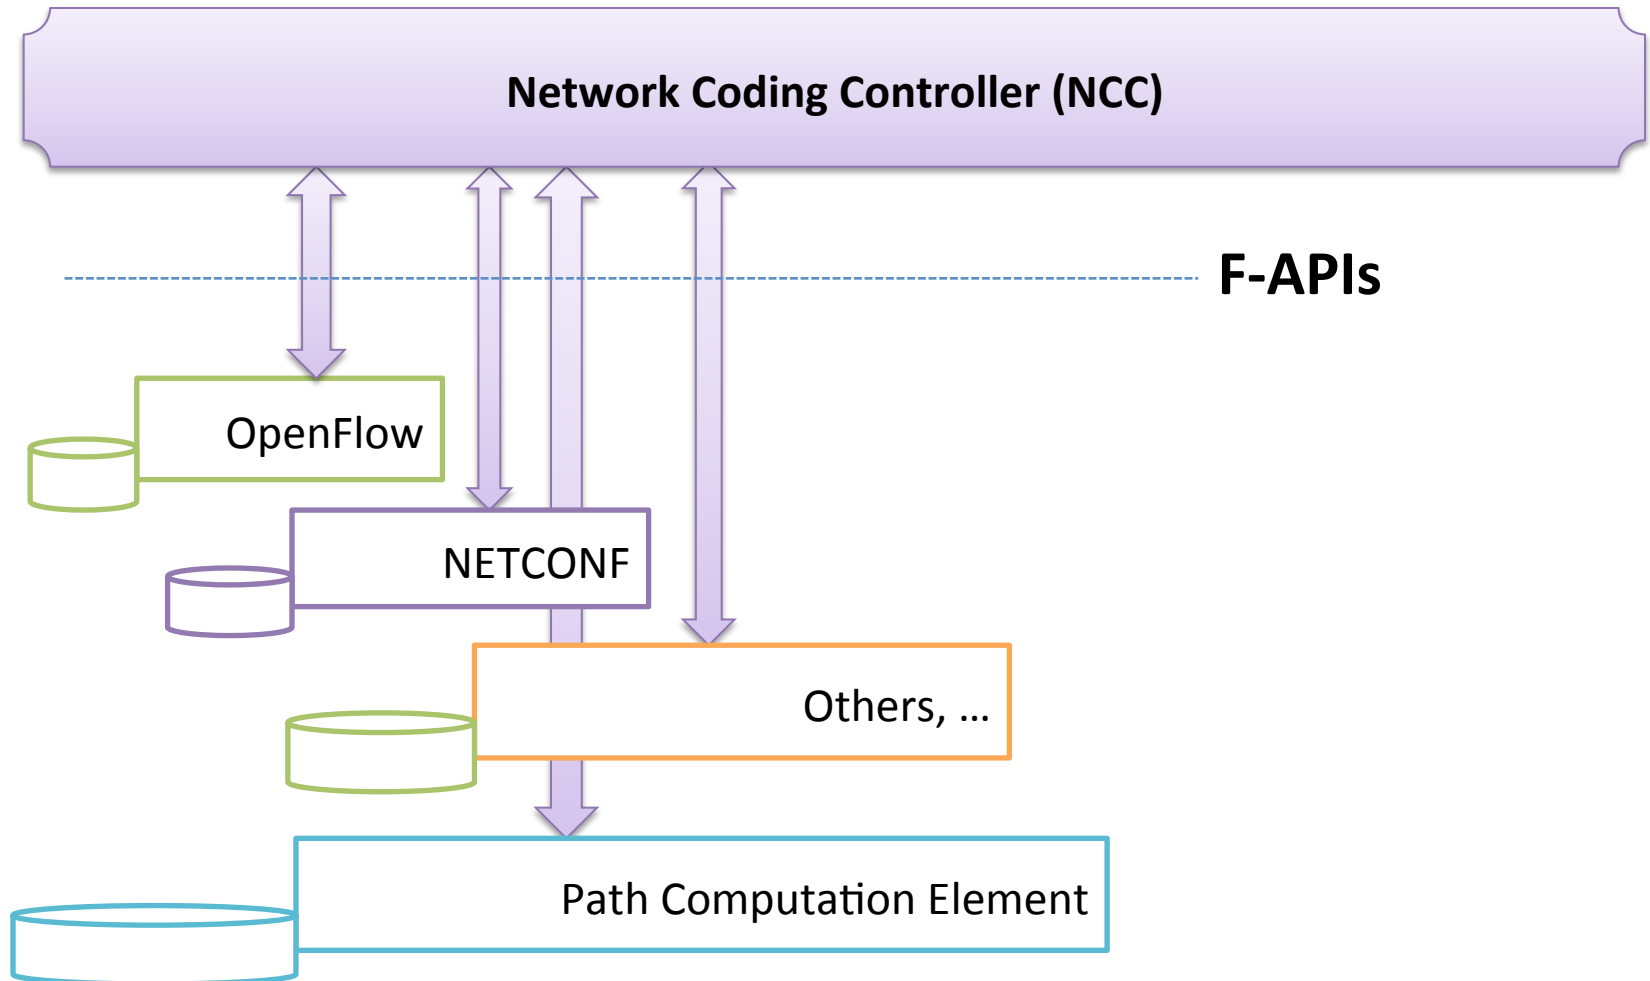 Network Coding Controller (NCC)
F-APIs
OpenFlow
NETCONF
Others, ...
Path Computation Element